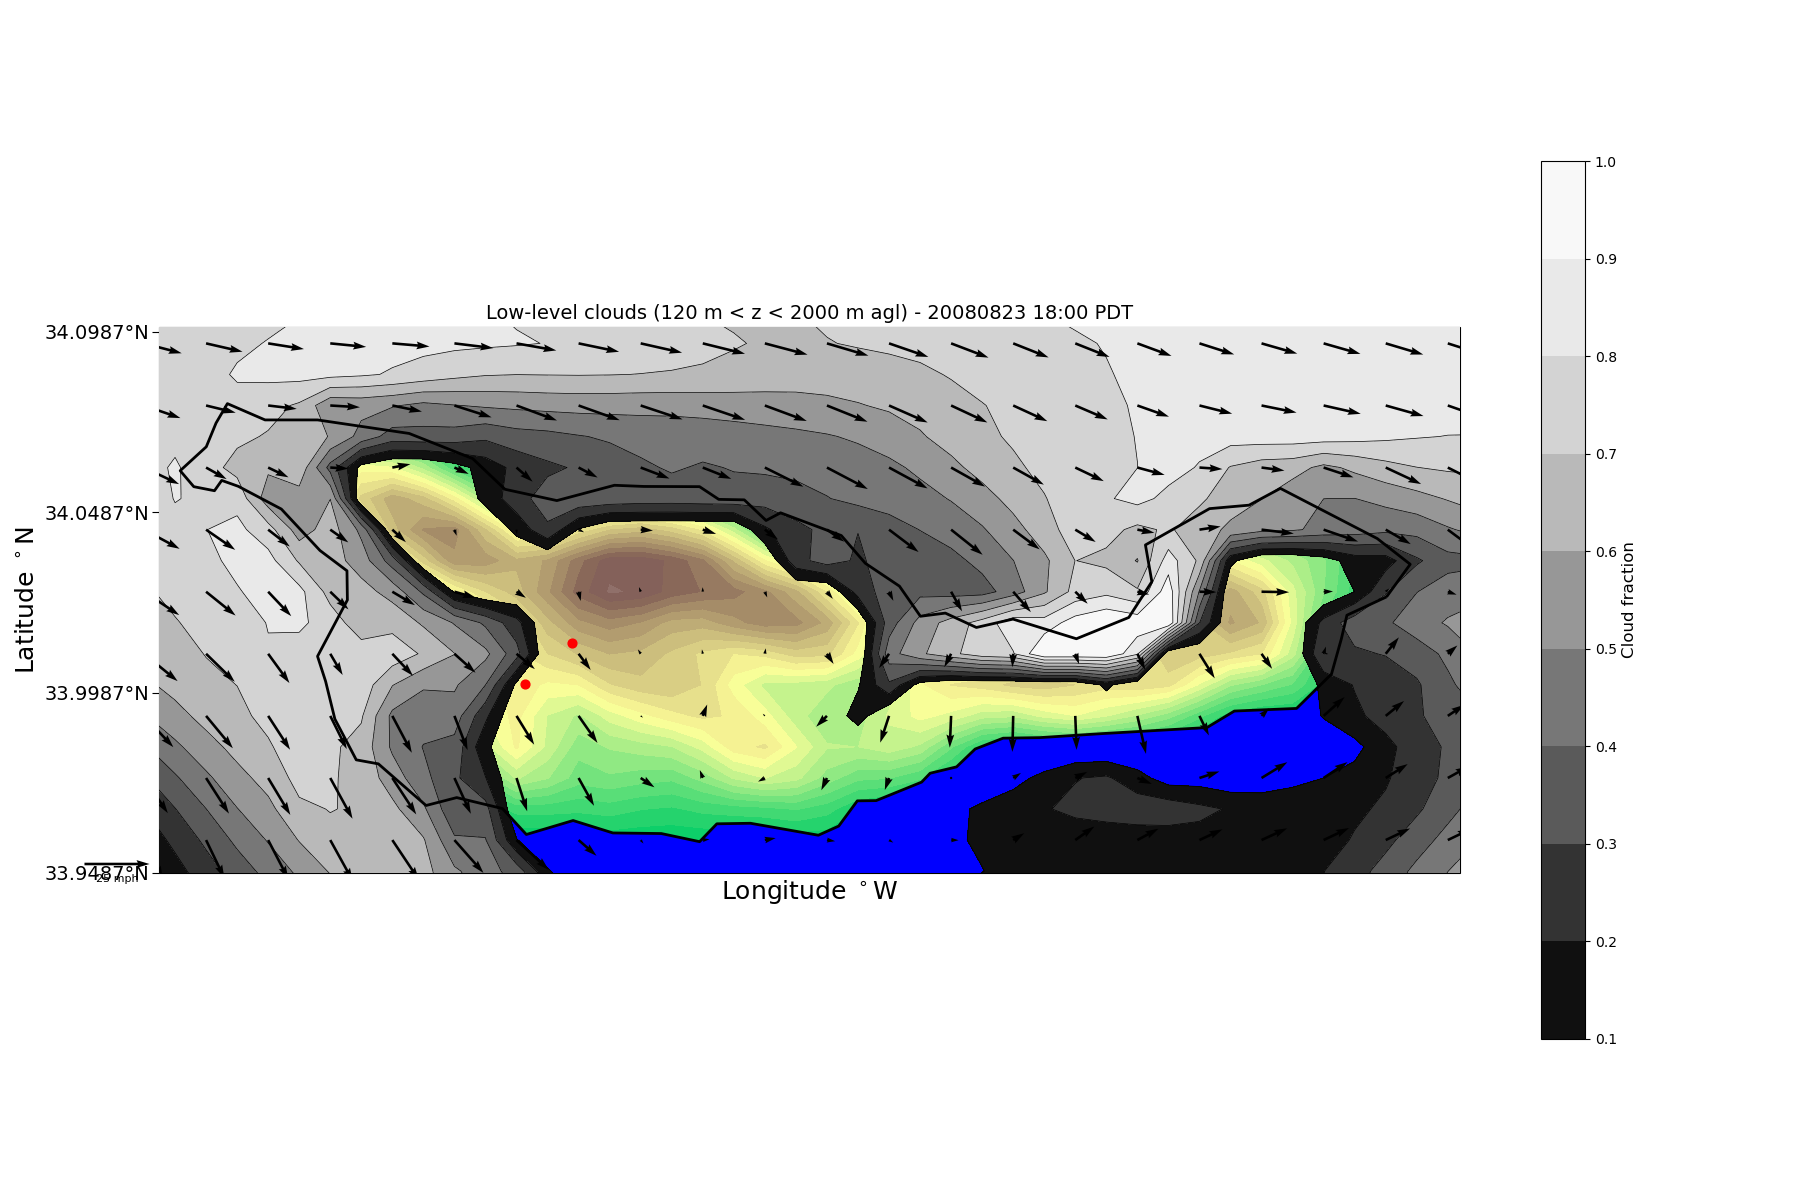 Low-level clouds (120 m < z < 2000 m agl) - 20080823 18:00 PDT
34.0987°N
34.0487°N
33.9987°N
33.9487°N
Latitude °N
Longitude °W
25 mph
1.0
0.9
0.8
0.7
0.6
0.5
0.4
0.3
0.2
0.1
Cloud fraction